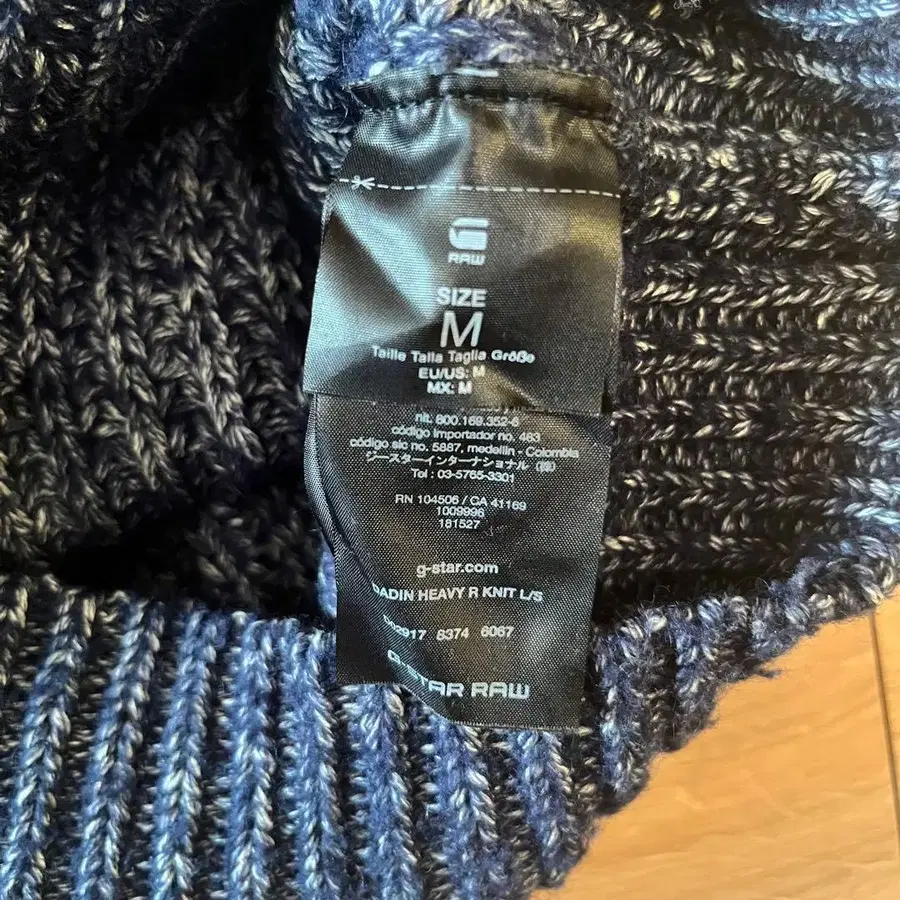 RAW
SIZE
M
Taille Talla Taglia Größe
EU/US: M
MX: M
nit. 800.169.352-6
código importador no. 483
código sic no. 5887, medellin - Colombia
ジースターインターナショナル (株)
Tel : 03-5765-3301
RN 104506 / CA 41169
1009996
181527
g-star.com
DADIN HEAVY R KNIT L/S
8374 6067
G-STAR RAW